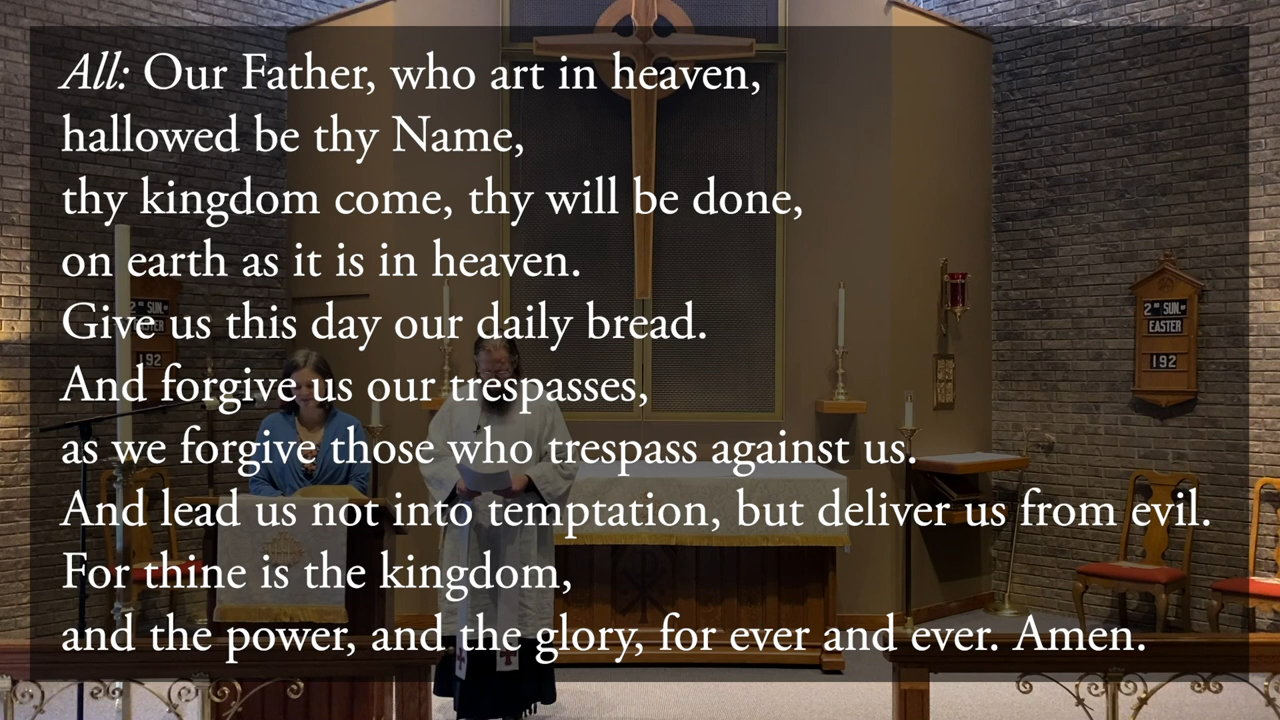 All: Our Father, who art in heaven,
hallowed be thy Name,
thy kingdom come, thy will be done,
on earth as it is in heaven.
Give us this day our daily bread.
And forgive us our trespasses,
as we forgive those who trespass against us.
And lead us not into temptation, but deliver us from evil.
For thine is the kingdom,
and the power, and the glory, for ever and ever. Amen.
2ND SUN.
EASTER
192
2ND SUN.
EASTER
192